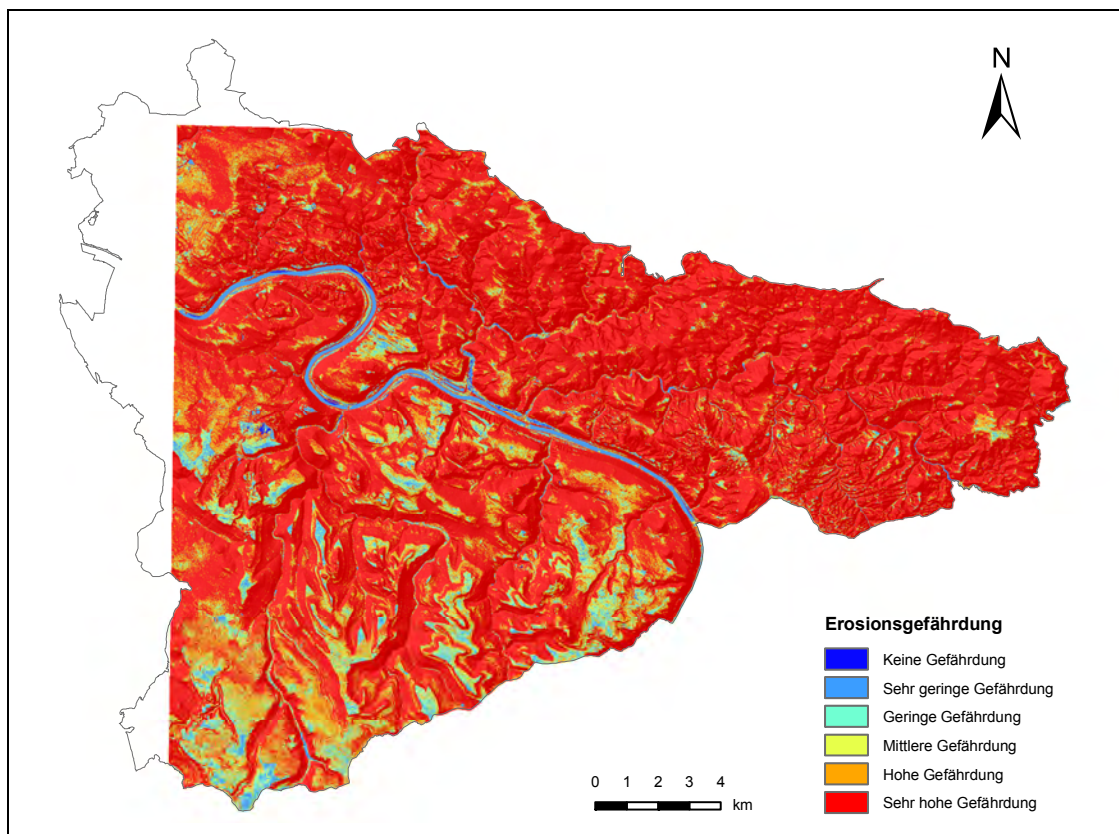 N
Erosionsgefährdung
Keine Gefährdung
Sehr geringe Gefährdung
Geringe Gefährdung
Mittlere Gefährdung
Hohe Gefährdung
Sehr hohe Gefährdung
0 1 2 3 4
km